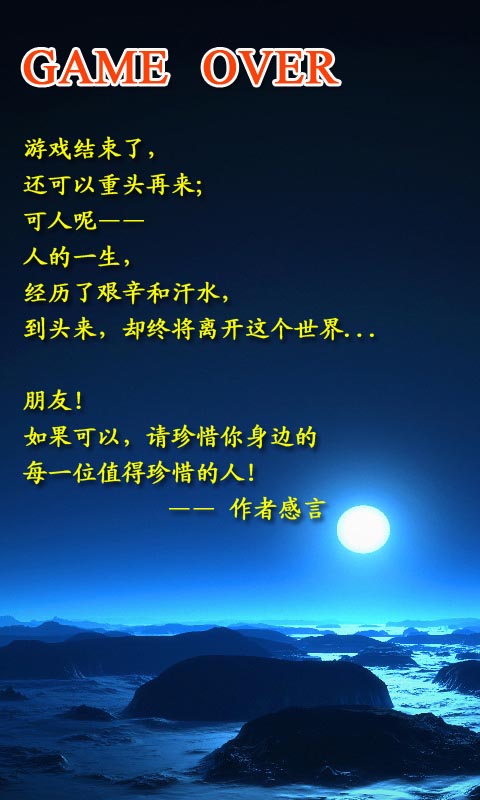 GAME OVER
游戏结束了，
还可以重头再来；
可人呢——
人的一生，
经历了艰辛和汗水，
到头来，却终将离开这个世界...
朋友！
如果可以，请珍惜你身边的
每一位值得珍惜的人！
—— 作者感言